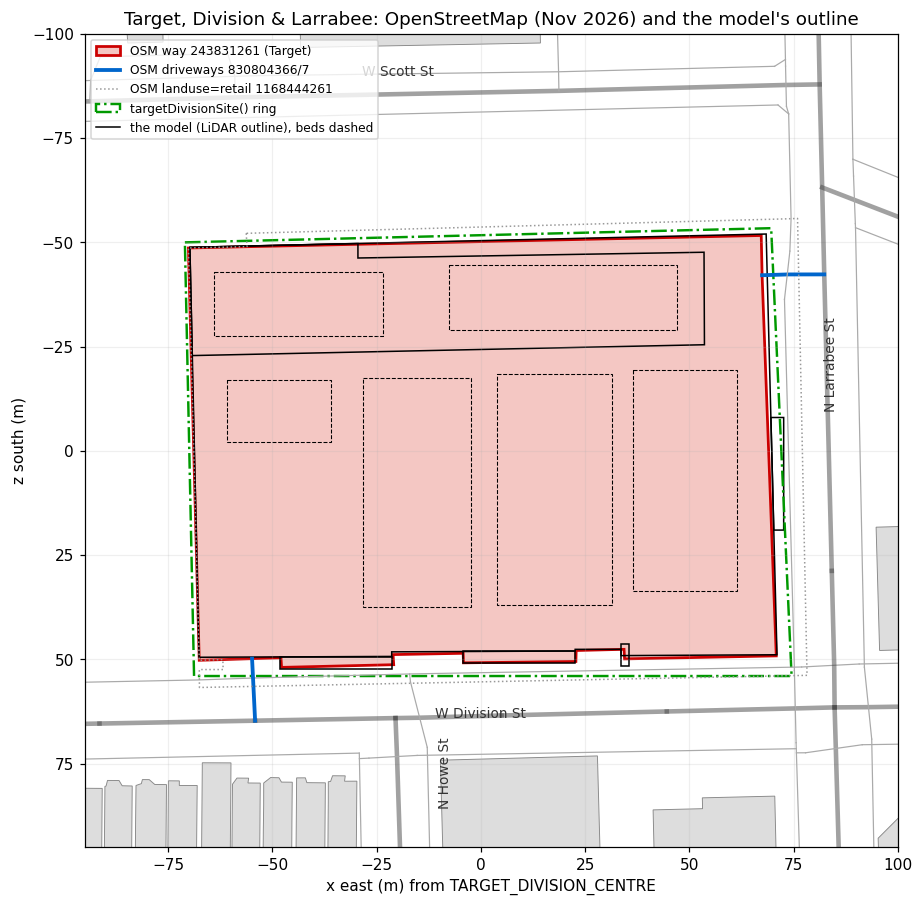 Target, Division & Larrabee: OpenStreetMap (Nov 2026) and the model's outline
OSM way 243831261 (Target)
OSM driveways 830804366/7
OSM landuse=retail 1168444261
targetDivisionSite() ring
the model (LiDAR outline), beds dashed
W Scott St
N Larrabee St
W Division St
N Howe St
z south (m)
−100
−75
−50
−25
0
25
50
75
−75
−50
−25
0
25
50
75
100
x east (m) from TARGET_DIVISION_CENTRE